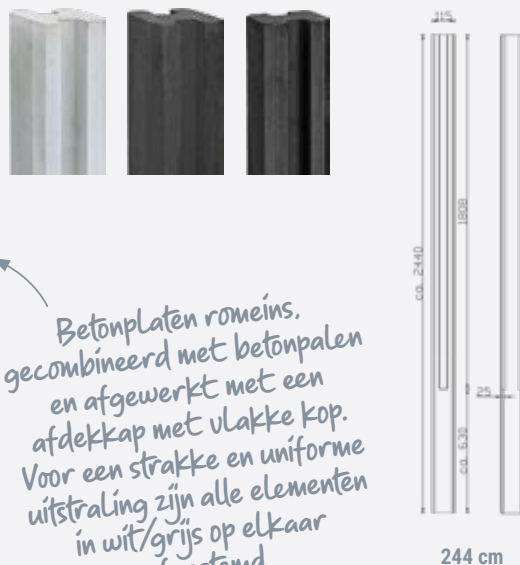 115
ca. 2440
1808
25
ca. 630
244 cm
Betonplaten romeins,
gecombineerd met betonpalen
en afgewerkt met een
afdekkap met vlakke kop.
Voor een strakke en uniforme
uitstraling zijn alle elementen
in wit/grijs op elkaar